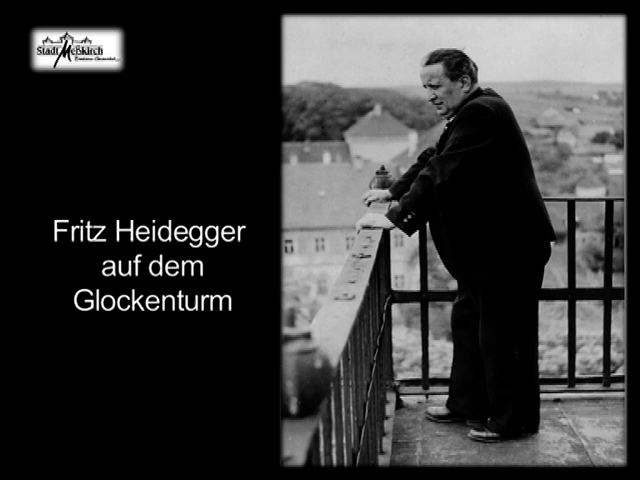 Stadt Meßkirch
Fritz Heidegger
auf dem
Glockenturm